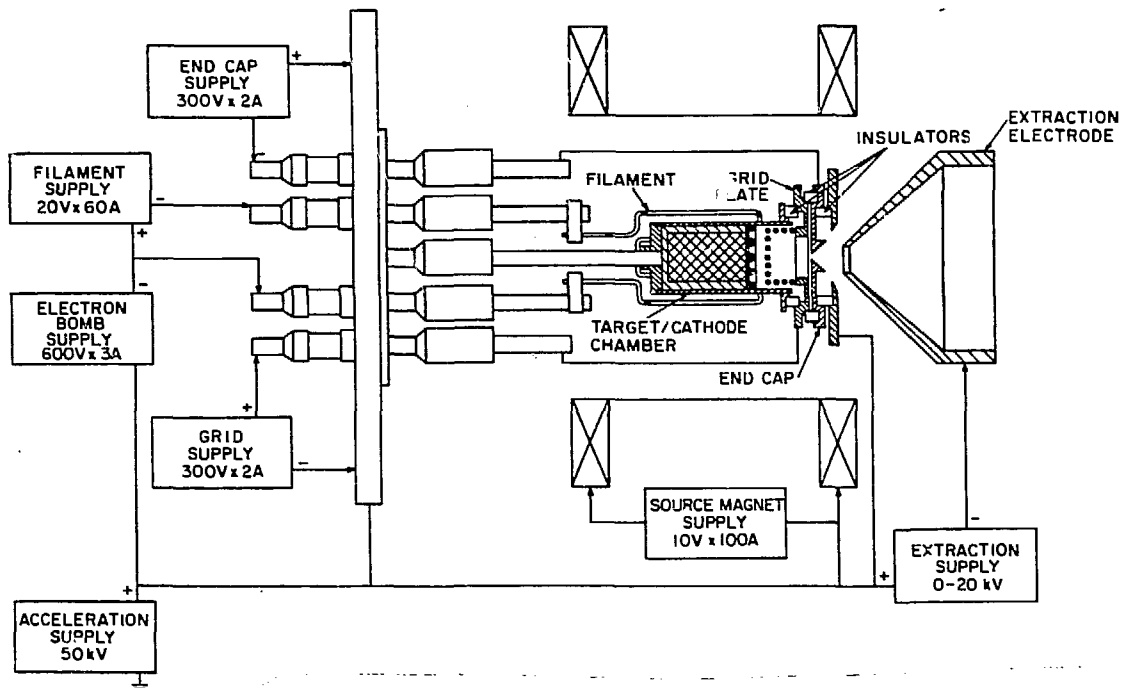 END CAP
SUPPLY
300V x 2A
+
FILAMENT
SUPPLY
20V x 60A
−
+
−
ELECTRON
BOMB
SUPPLY
600V x 3A
+
GRID
SUPPLY
300V x 2A
−
+
ACCELERATION
SUPPLY
50kV
FILAMENT
GRID
PLATE
INSULATORS
EXTRACTION
ELECTRODE
TARGET/CATHODE
CHAMBER
END CAP
SOURCE MAGNET
SUPPLY
10V x 100A
+
−
EXTRACTION
SUPPLY
0-20 kV